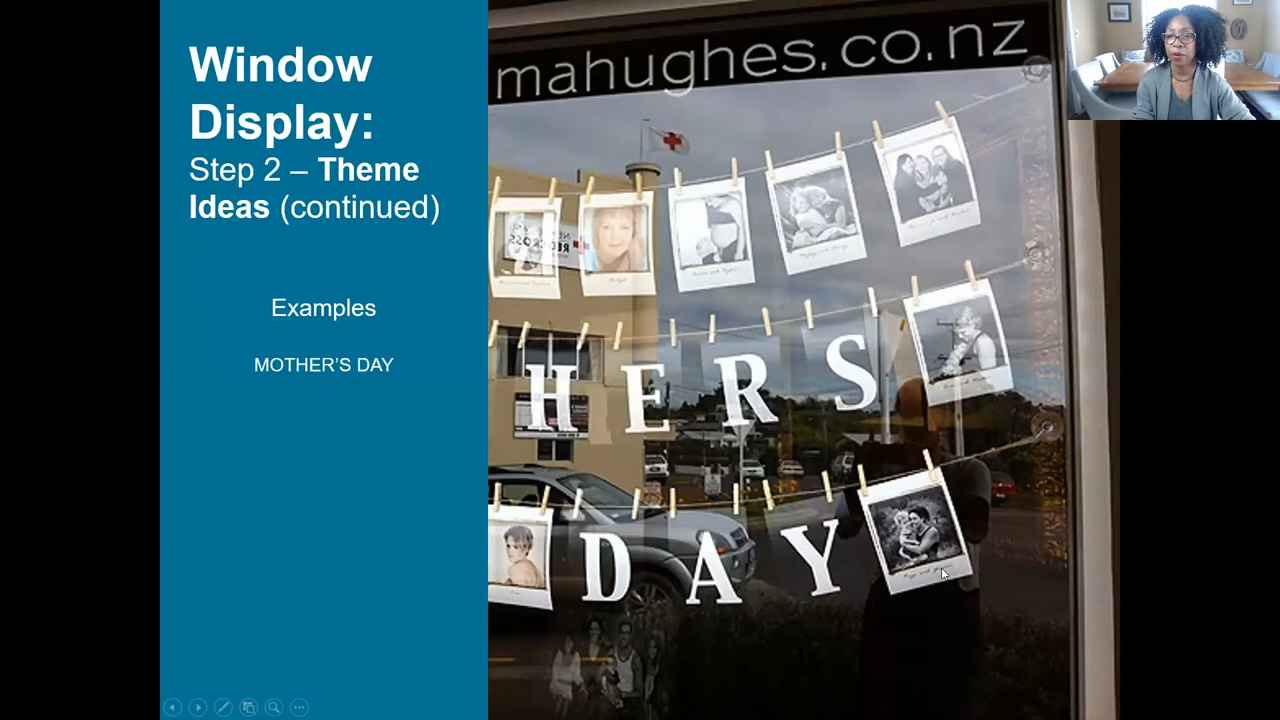 Window
Display:
Step 2 – Theme
Ideas (continued)
Examples
MOTHER'S DAY
mahughes.co.nz
HERS
DAY